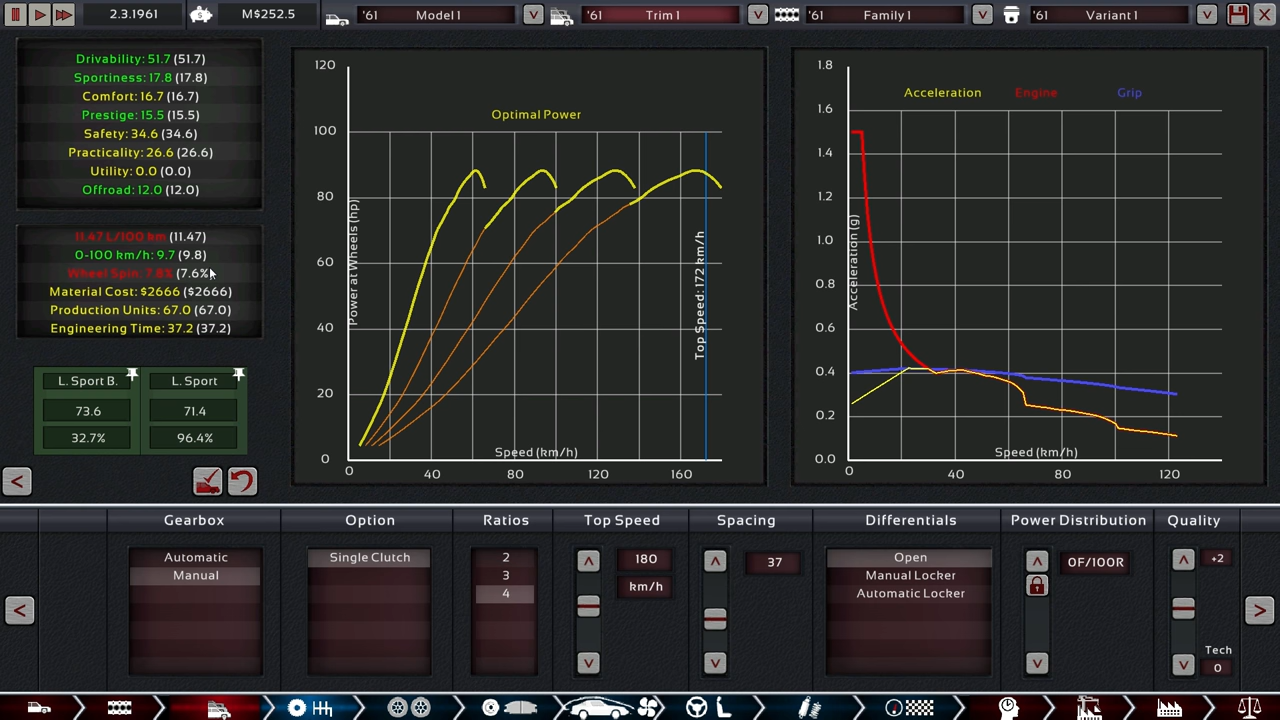 2.3.1961
M$252.5
'61 Model 1
'61 Trim 1
'61 Family 1
'61 Variant 1
Drivability: 51.7 (51.7)
Sportiness: 17.8 (17.8)
Comfort: 16.7 (16.7)
Prestige: 15.5 (15.5)
Safety: 34.6 (34.6)
Practicality: 26.6 (26.6)
Utility: 0.0 (0.0)
Offroad: 12.0 (12.0)
11.47 L/100 km (11.47)
0-100 km/h: 9.7 (9.8)
Wheel Spin: 7.8% (7.6%)
Material Cost: $2666 ($2666)
Production Units: 67.0 (67.0)
Engineering Time: 37.2 (37.2)
L. Sport B.
L. Sport
73.6
71.4
32.7%
96.4%
Optimal Power
Power at Wheels (hp)
120
100
80
60
40
20
0
0 40 80 120 160
Speed (km/h)
Top Speed: 172 km/h
Acceleration
Engine
Grip
Acceleration (g)
1.8
1.6
1.4
1.2
1.0
0.8
0.6
0.4
0.2
0.0
0 40 80 120
Speed (km/h)
Gearbox
Automatic
Manual
Option
Single Clutch
Ratios
2
3
4
Top Speed
180
km/h
Spacing
37
Differentials
Open
Manual Locker
Automatic Locker
Power Distribution
0F/100R
Quality
+2
Tech
0